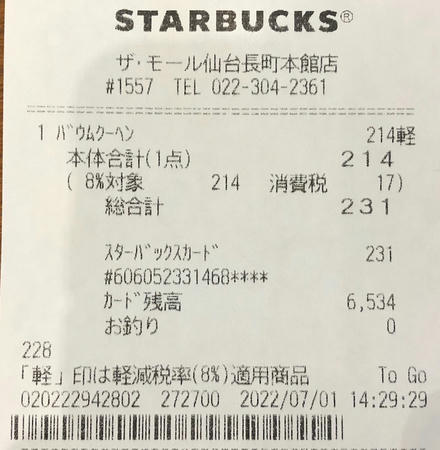 STARBUCKS®
ザ・モール仙台長町本館店
#1557 TEL 022-304-2361
1 ﾊﾞｳﾑｸｰﾍﾝ 214軽
本体合計(1点) 214
( 8%対象 214 消費税 17)
総合計 231
ｽﾀｰﾊﾞｯｸｽｶｰﾄﾞ 231
#606052331468****
ｶｰﾄﾞ残高 6,534
お釣り 0
228
「軽」印は軽減税率(8%)適用商品 To Go
020222942802 272700 2022/07/01 14:29:29